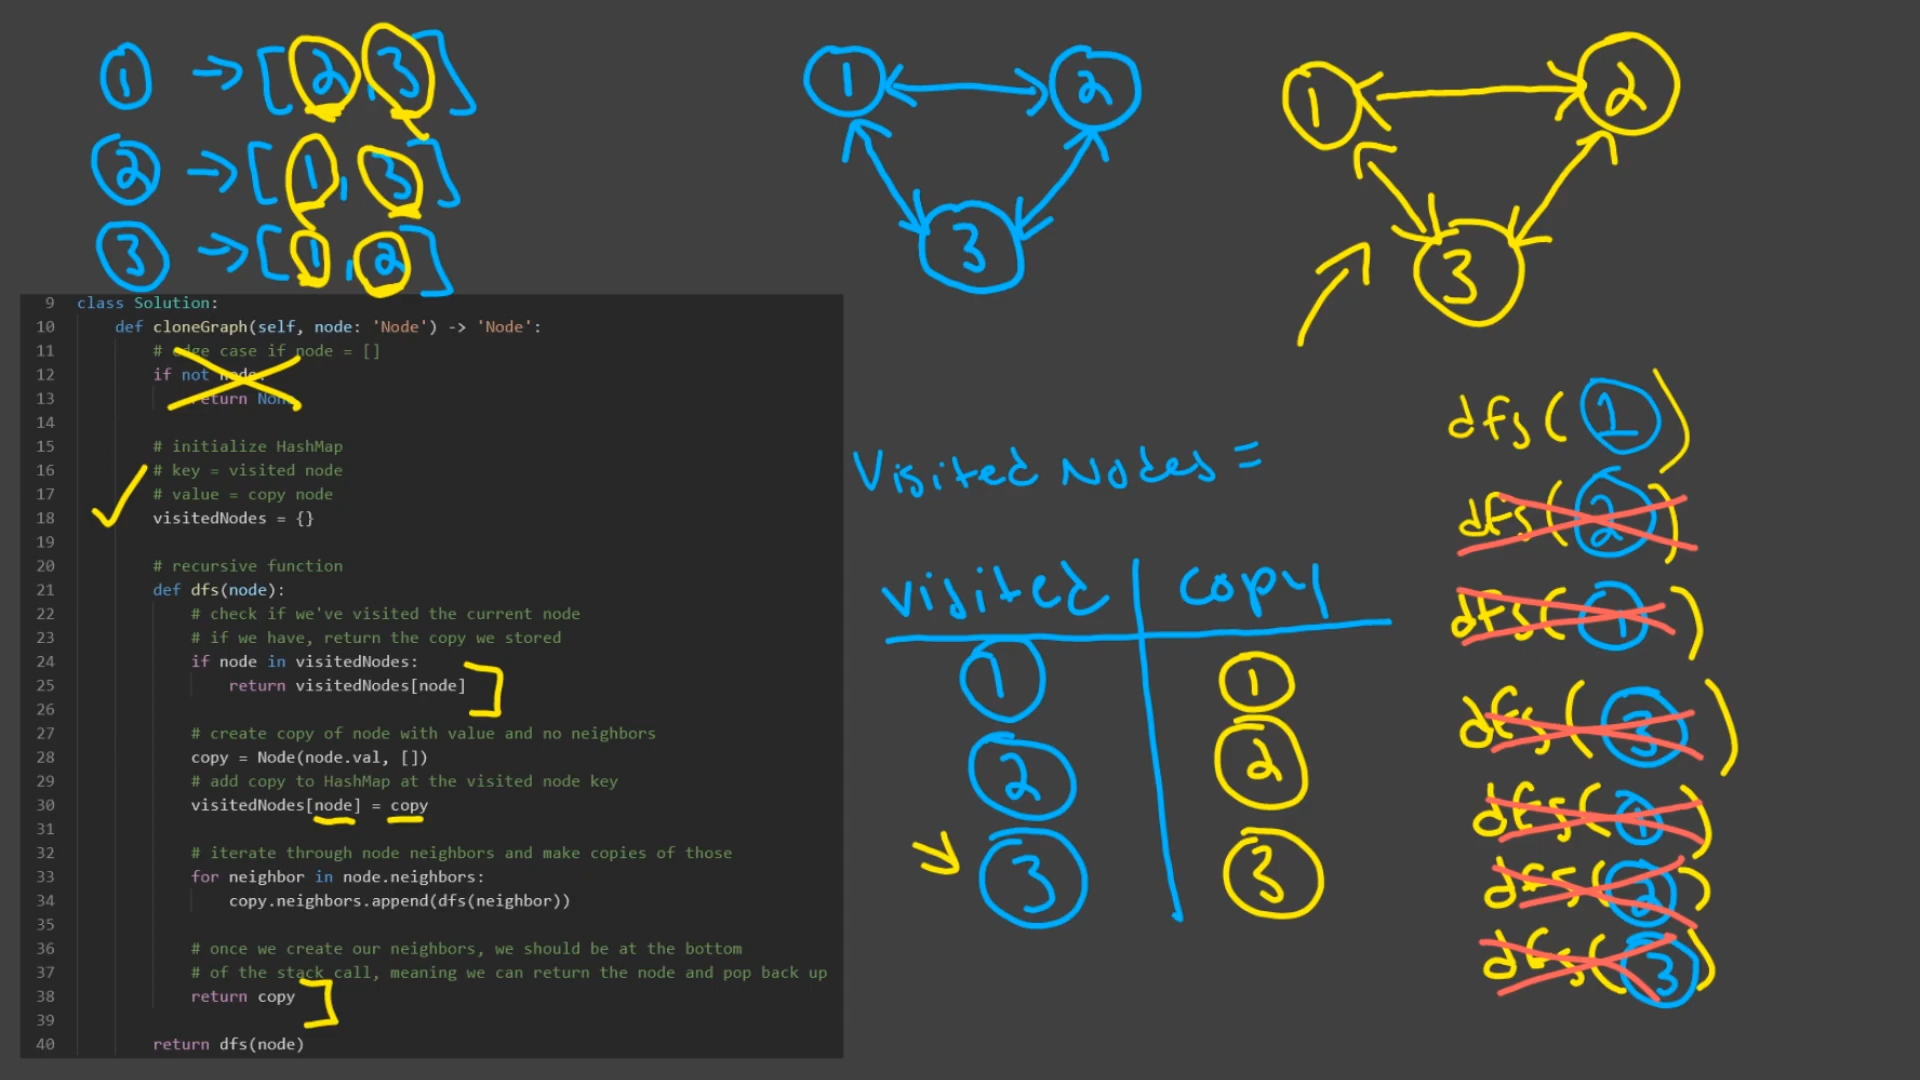 1 → [2, 3]
2 → [1, 3]
3 → [1, 2]
1 2
3
1 2
3
9 class Solution:
10 def cloneGraph(self, node: 'Node') -> 'Node':
11 # edge case if node = []
12 if not node:
13 return None
14
15 # initialize HashMap
16 # key = visited node
17 # value = copy node
18 visitedNodes = {}
19
20 # recursive function
21 def dfs(node):
22 # check if we've visited the current node
23 # if we have, return the copy we stored
24 if node in visitedNodes:
25 return visitedNodes[node]
26
27 # create copy of node with value and no neighbors
28 copy = Node(node.val, [])
29 # add copy to HashMap at the visited node key
30 visitedNodes[node] = copy
31
32 # iterate through node neighbors and make copies of those
33 for neighbor in node.neighbors:
34 copy.neighbors.append(dfs(neighbor))
35
36 # once we create our neighbors, we should be at the bottom
37 # of the stack call, meaning we can return the node and pop back up
38 return copy
39
40 return dfs(node)
Visited Nodes =
visited copy
1 1
2 2
3 3
dfs(1)
dfs(2)
dfs(1)
dfs(3)
dfs(1)
dfs(2)
dfs(3)